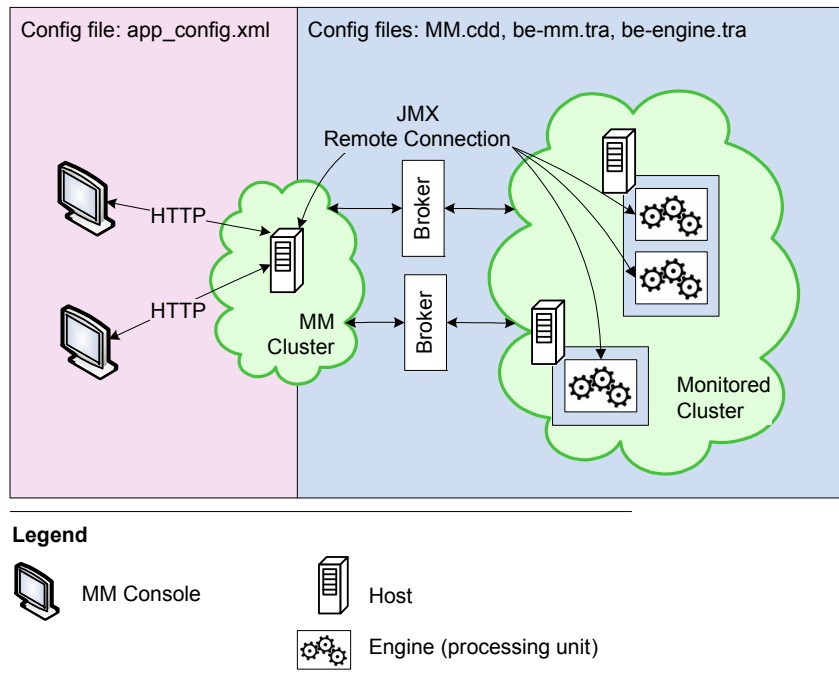 Config file: app_config.xml
Config files: MM.cdd, be-mm.tra, be-engine.tra
JMX
Remote Connection
Broker
HTTP
HTTP
MM
Cluster
Broker
Monitored
Cluster
Legend
MM Console
Host
Engine (processing unit)